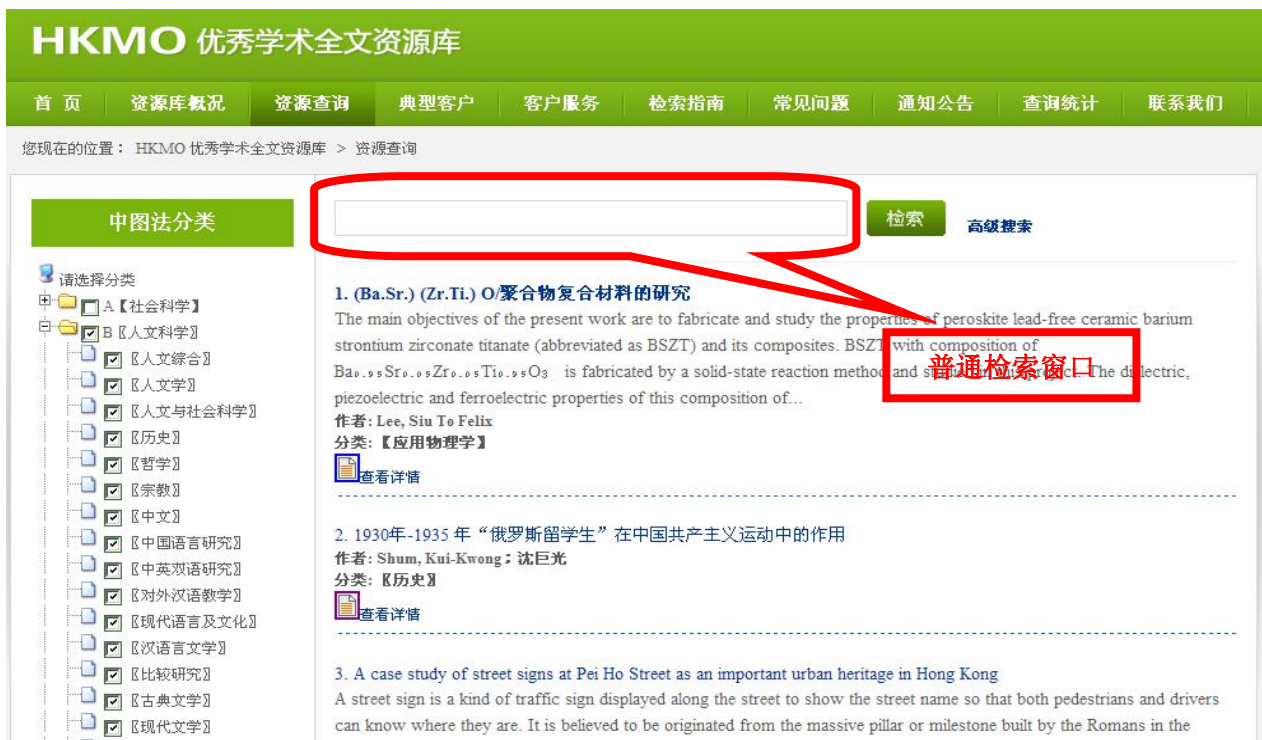 HKMO 优秀学术全文资源库
首 页 资源库概况 资源查询 典型客户 客户服务 检索指南 常见问题 通知公告 查询统计 联系我们
您现在的位置： HKMO 优秀学术全文资源库 > 资源查询
中图法分类
请选择分类
A【社会科学】
B〖人文科学〗
〖人文综合〗
〖人文学〗
〖人文与社会科学〗
〖历史〗
〖哲学〗
〖宗教〗
〖中文〗
〖中国语言研究〗
〖中英双语研究〗
〖对外汉语教学〗
〖现代语言及文化〗
〖汉语言文学〗
〖比较研究〗
〖古典文学〗
〖现代文学〗
检索 高级搜索
1. (Ba.Sr.) (Zr.Ti.) O/聚合物复合材料的研究
The main objectives of the present work are to fabricate and study the properties of peroskite lead-free ceramic barium
strontium zirconate titanate (abbreviated as BSZT) and its composites. BSZT with composition of
Ba₀.₉₅Sr₀.₀₅Zr₀.₀₅Ti₀.₉₅O₃ is fabricated by a solid-state reaction method and The dielectric,
piezoelectric and ferroelectric properties of this composition of…
作者: Lee, Siu To Felix
分类:【应用物理学】
查看详情
普通检索窗口
2. 1930年-1935 年“俄罗斯留学生”在中国共产主义运动中的作用
作者: Shum, Kui-Kwong；沈巨光
分类:〖历史〗
查看详情
3. A case study of street signs at Pei Ho Street as an important urban heritage in Hong Kong
A street sign is a kind of traffic sign displayed along the street to show the street name so that both pedestrians and drivers
can know where they are. It is believed to be originated from the massive pillar or milestone built by the Romans in the